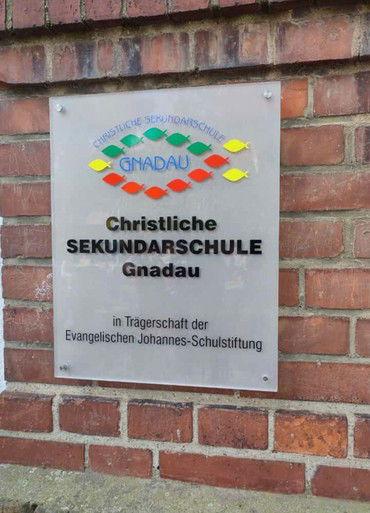 CHRISTLICHE SEKUNDARSCHULE
GNADAU
Christliche
SEKUNDARSCHULE
Gnadau
in Trägerschaft der
Evangelischen Johannes-Schulstiftung